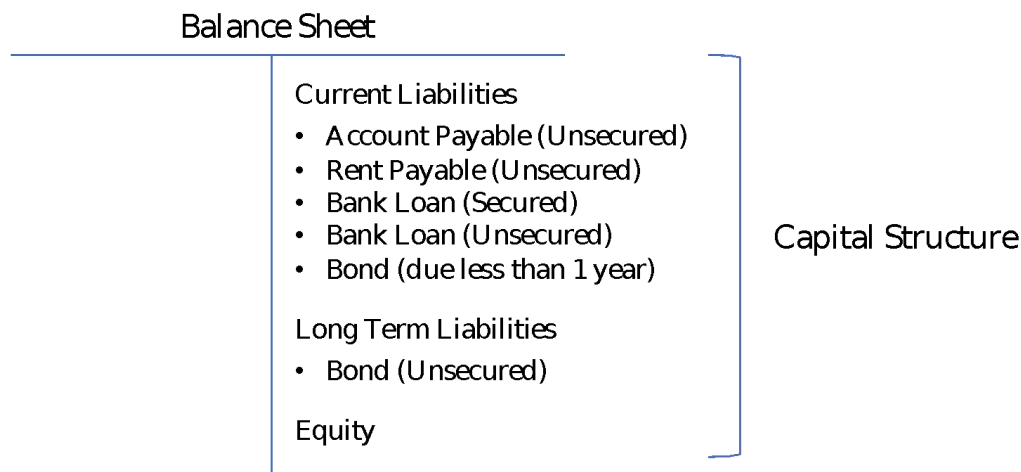 Balance Sheet
Current Liabilities
• Account Payable (Unsecured)
• Rent Payable (Unsecured)
• Bank Loan (Secured)
• Bank Loan (Unsecured)
• Bond (due less than 1 year)
Capital Structure
Long Term Liabilities
• Bond (Unsecured)
Equity